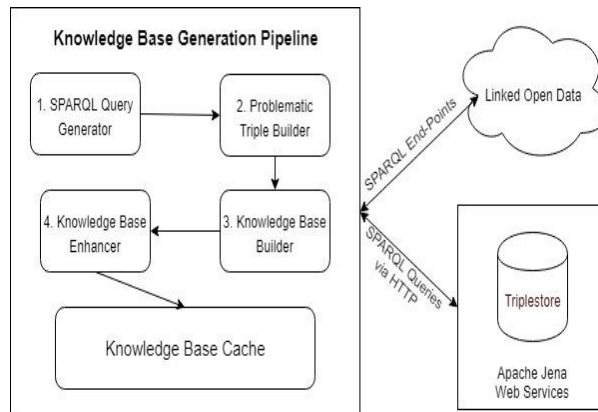 Knowledge Base Generation Pipeline
1. SPARQL Query
Generator
2. Problematic
Triple Builder
4. Knowledge Base
Enhancer
3. Knowledge Base
Builder
Knowledge Base Cache
SPARQL End-Points
Linked Open Data
SPARQL Queries
via HTTP
Triplestore
Apache Jena
Web Services